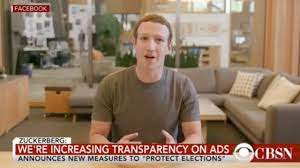 FACEBOOK
ZUCKERBERG:
WE'RE INCREASING TRANSPARENCY ON ADS
ANNOUNCES NEW MEASURES TO "PROTECT ELECTIONS"
CBSN